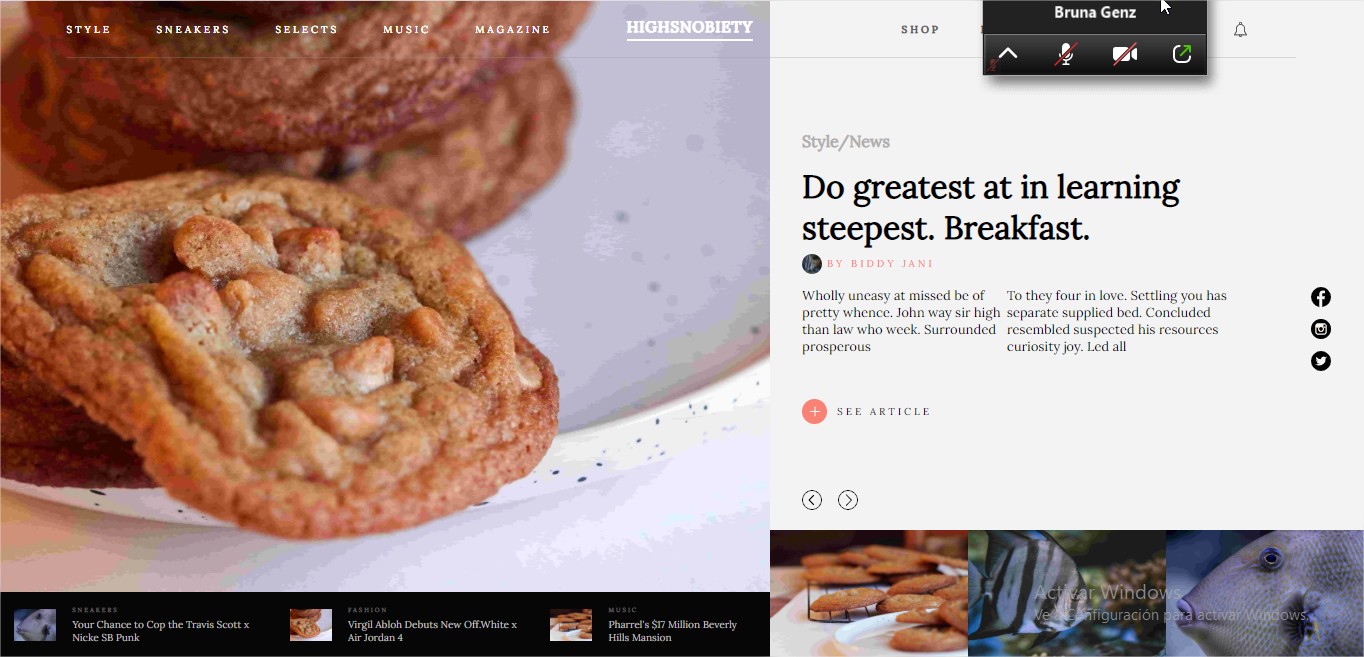 STYLE SNEAKERS SELECTS MUSIC MAGAZINE HIGHSNOBIETY SHOP
Bruna Genz
Style/News
Do greatest at in learning
steepest. Breakfast.
BY BIDDY JANI
Wholly uneasy at missed be of
pretty whence. John way sir high
than law who week. Surrounded
prosperous
To they four in love. Settling you has
separate supplied bed. Concluded
resembled suspected his resources
curiosity joy. Led all
SEE ARTICLE
SNEAKERS
Your Chance to Cop the Travis Scott x
Nicke SB Punk
FASHION
Virgil Abloh Debuts New Off.White x
Air Jordan 4
MUSIC
Pharrel's $17 Million Beverly
Hills Mansion
Activar Windows
Ve a Configuración para activar Windows.